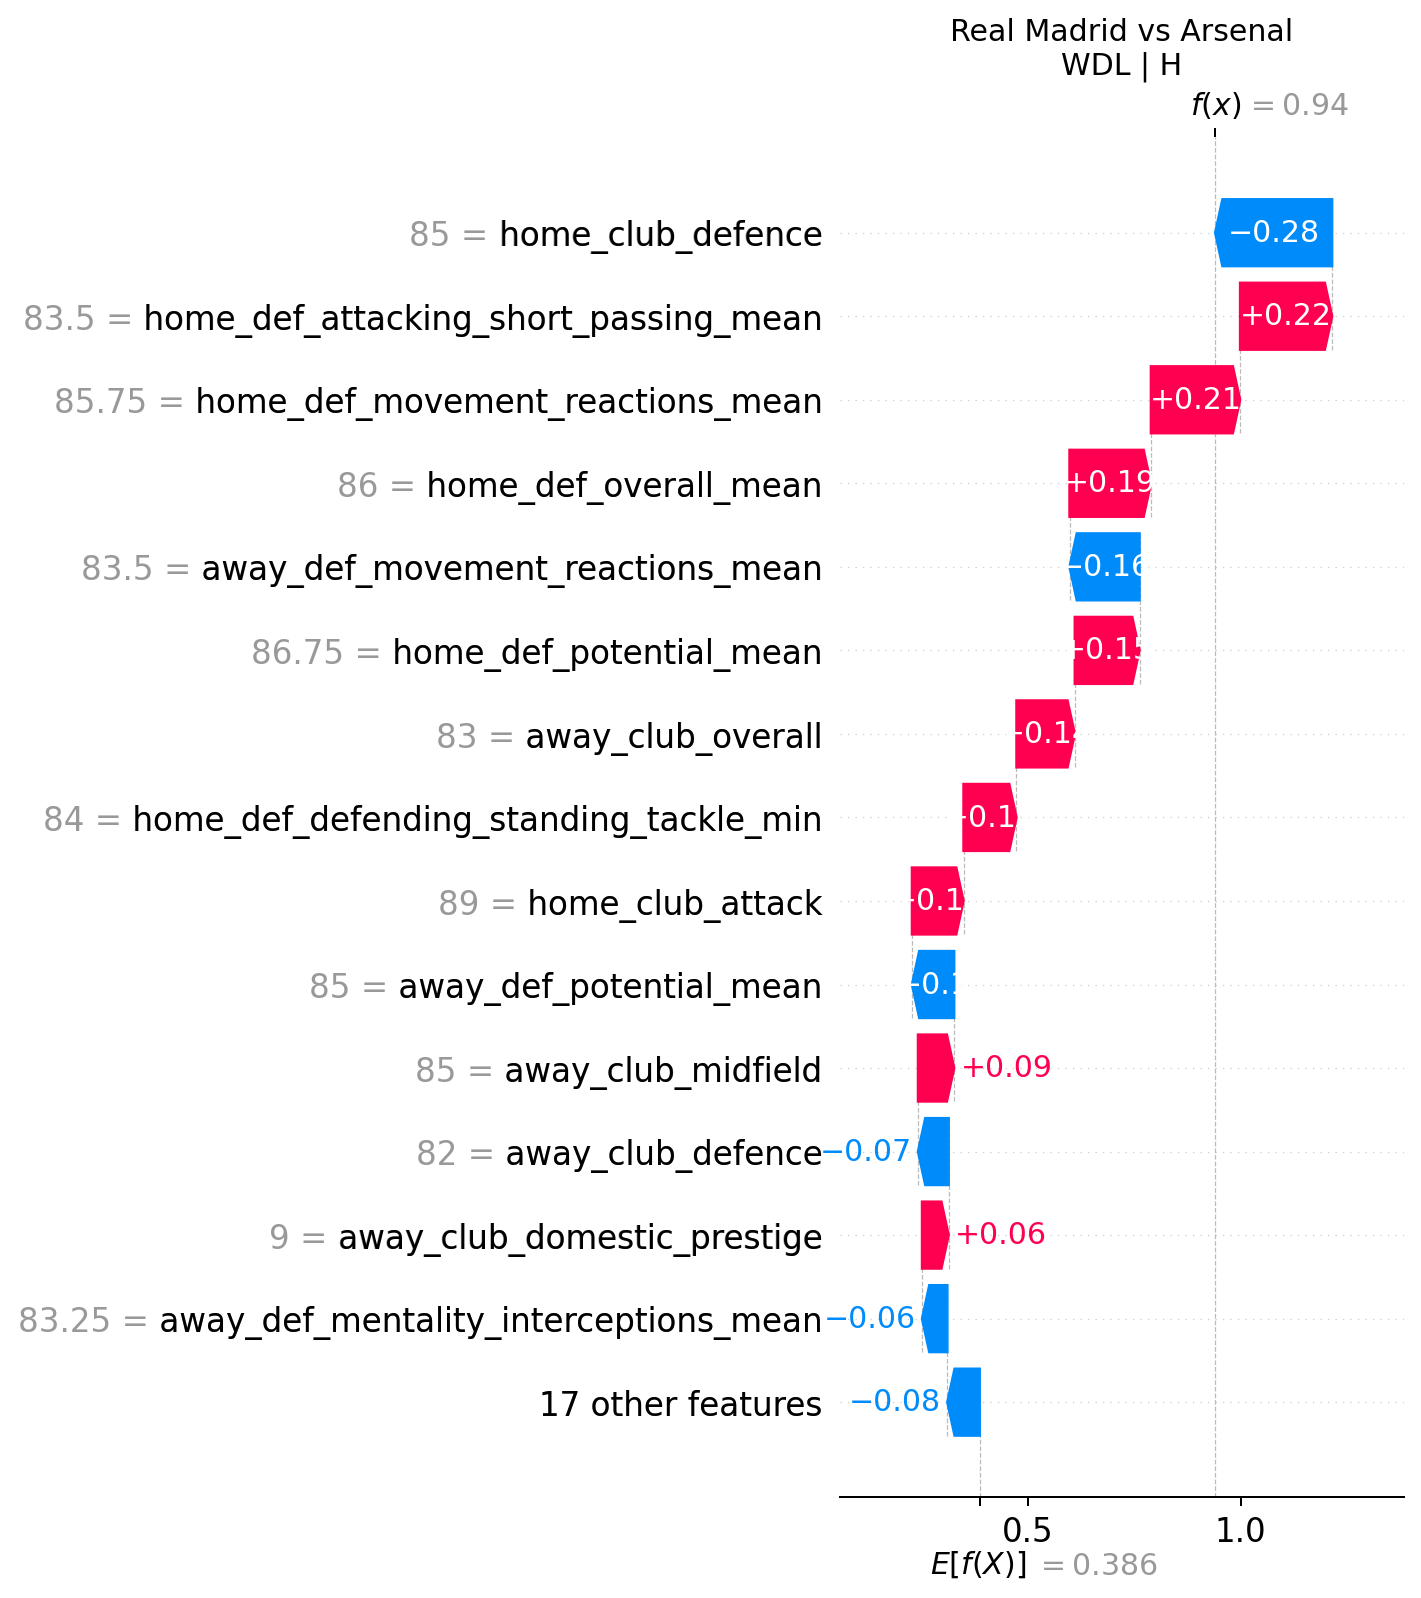 Real Madrid vs Arsenal
WDL | H
f(x) = 0.94
85 = home_club_defence −0.28
83.5 = home_def_attacking_short_passing_mean +0.22
85.75 = home_def_movement_reactions_mean +0.21
86 = home_def_overall_mean +0.19
83.5 = away_def_movement_reactions_mean −0.16
86.75 = home_def_potential_mean +0.15
83 = away_club_overall
84 = home_def_defending_standing_tackle_min
89 = home_club_attack
85 = away_def_potential_mean
85 = away_club_midfield +0.09
82 = away_club_defence −0.07
9 = away_club_domestic_prestige +0.06
83.25 = away_def_mentality_interceptions_mean −0.06
17 other features −0.08
0.5 1.0
E[f(X)] = 0.386